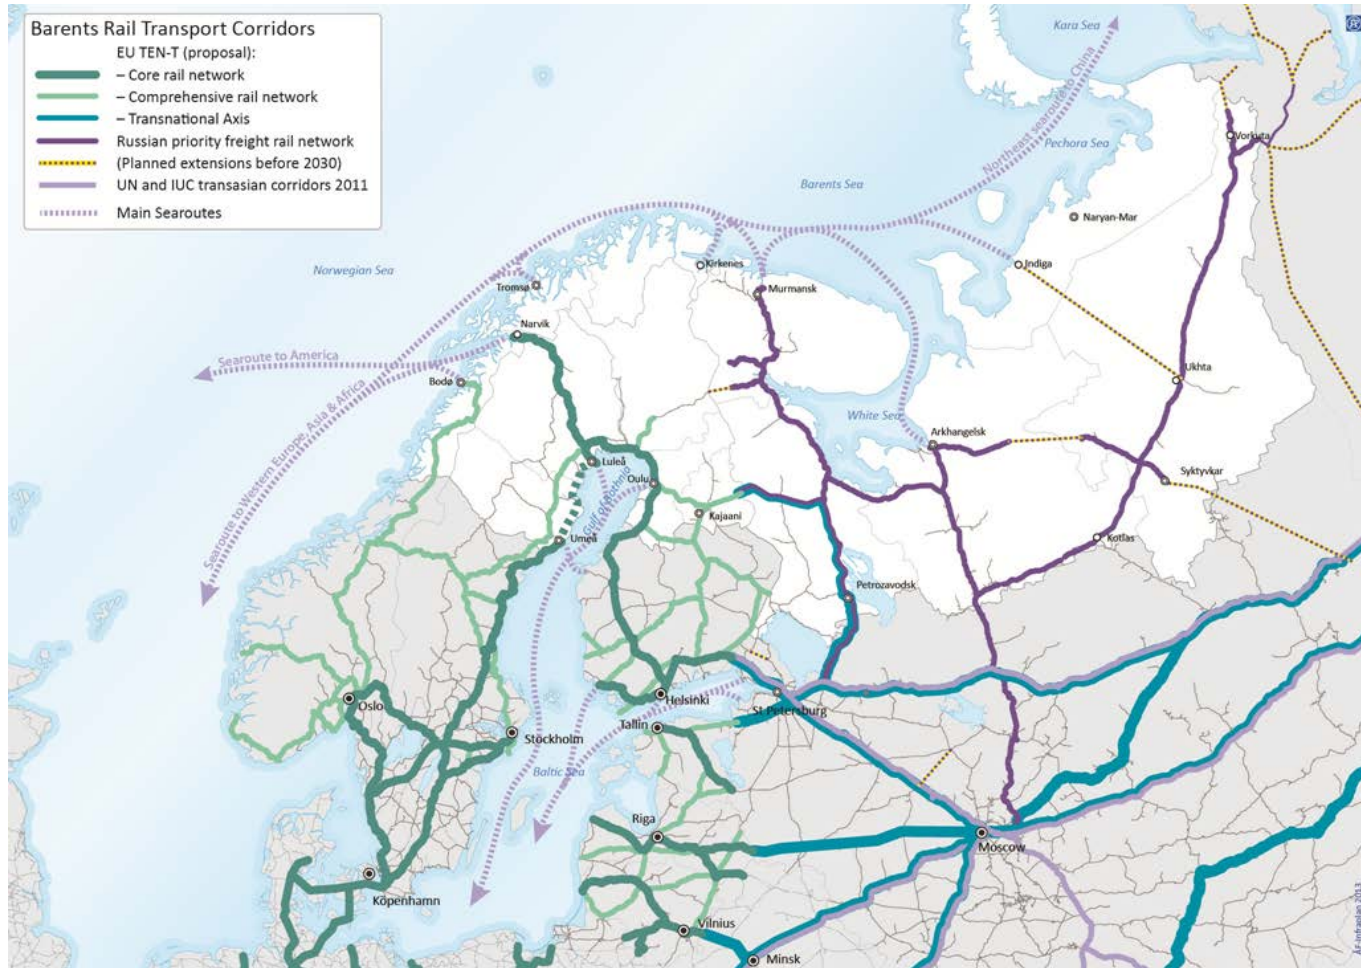 Barents Rail Transport Corridors
EU TEN-T (proposal):
– Core rail network
– Comprehensive rail network
– Transnational Axis
Russian priority freight rail network
(Planned extensions before 2030)
UN and IUC transasian corridors 2011
Main Searoutes
Kara Sea
Northeast searoute to China
Vorkuta
Pechora Sea
Barents Sea
Naryan-Mar
Norwegian Sea
Kirkenes
Indiga
Tromsø
Murmansk
Narvik
Searoute to America
Bodø
Ukhta
Searoute to Western Europe, Asia & Africa
White Sea
Arkhangelsk
Luleå
Oulu
Syktyvkar
Gulf of Bothnia
Kajaani
Umeå
Kotlas
Petrozavodsk
Oslo
Helsinki
St Petersburg
Tallin
Stockholm
Baltic Sea
Riga
Moscow
Köpenhamn
Vilnius
Minsk
ÅF-Infraplan 2013